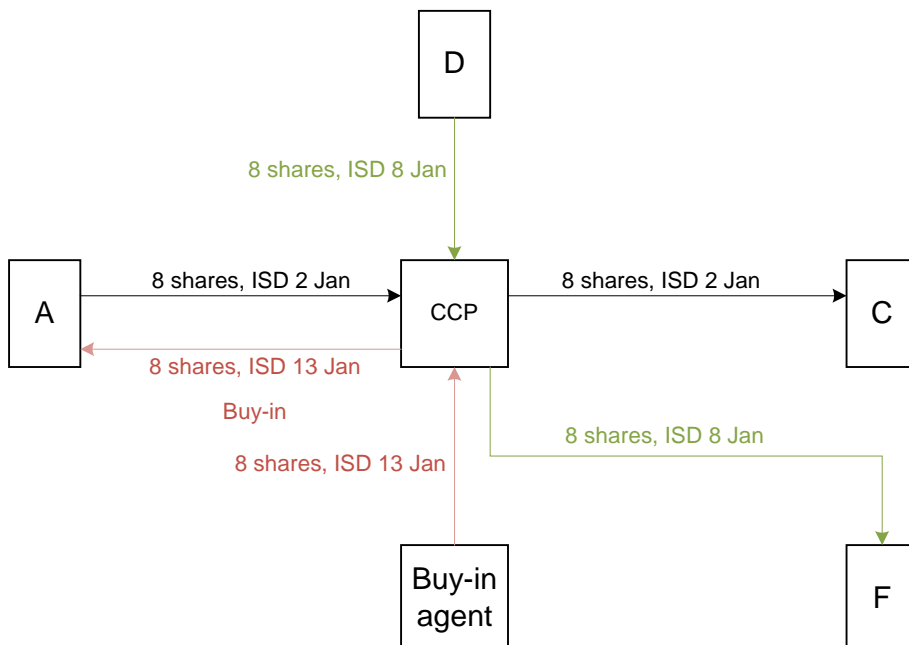 D
8 shares, ISD 8 Jan
A
8 shares, ISD 2 Jan
CCP
8 shares, ISD 2 Jan
C
8 shares, ISD 13 Jan
Buy-in
8 shares, ISD 8 Jan
8 shares, ISD 13 Jan
Buy-in
agent
F